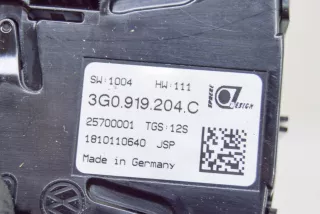 SW:1004 HW:111
3G0.919.204.C
25700001 TGS:12S
1810110640 JSP
Made in Germany